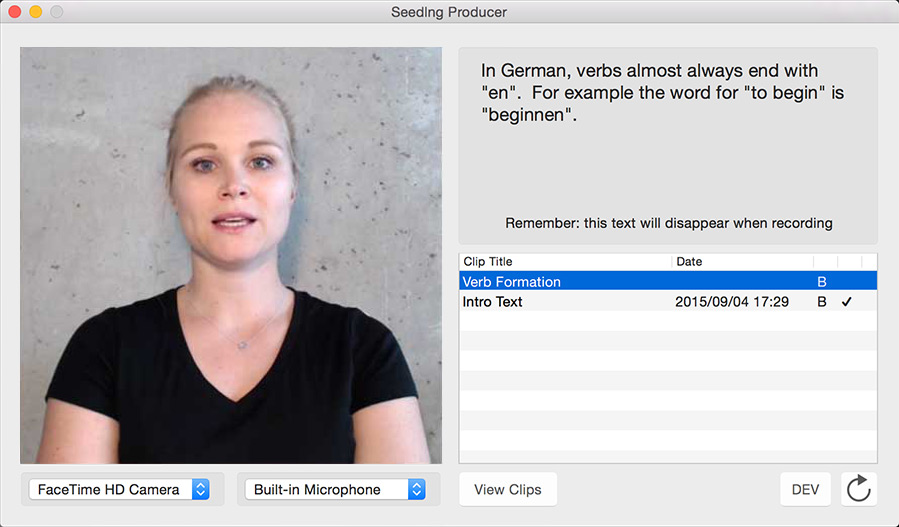 Seedlng Producer
In German, verbs almost always end with
"en".  For example the word for "to begin" is
"beginnen".
Remember: this text will disappear when recording
Clip Title Date
Verb Formation B
Intro Text 2015/09/04 17:29 B ✓
FaceTime HD Camera Built-in Microphone View Clips DEV